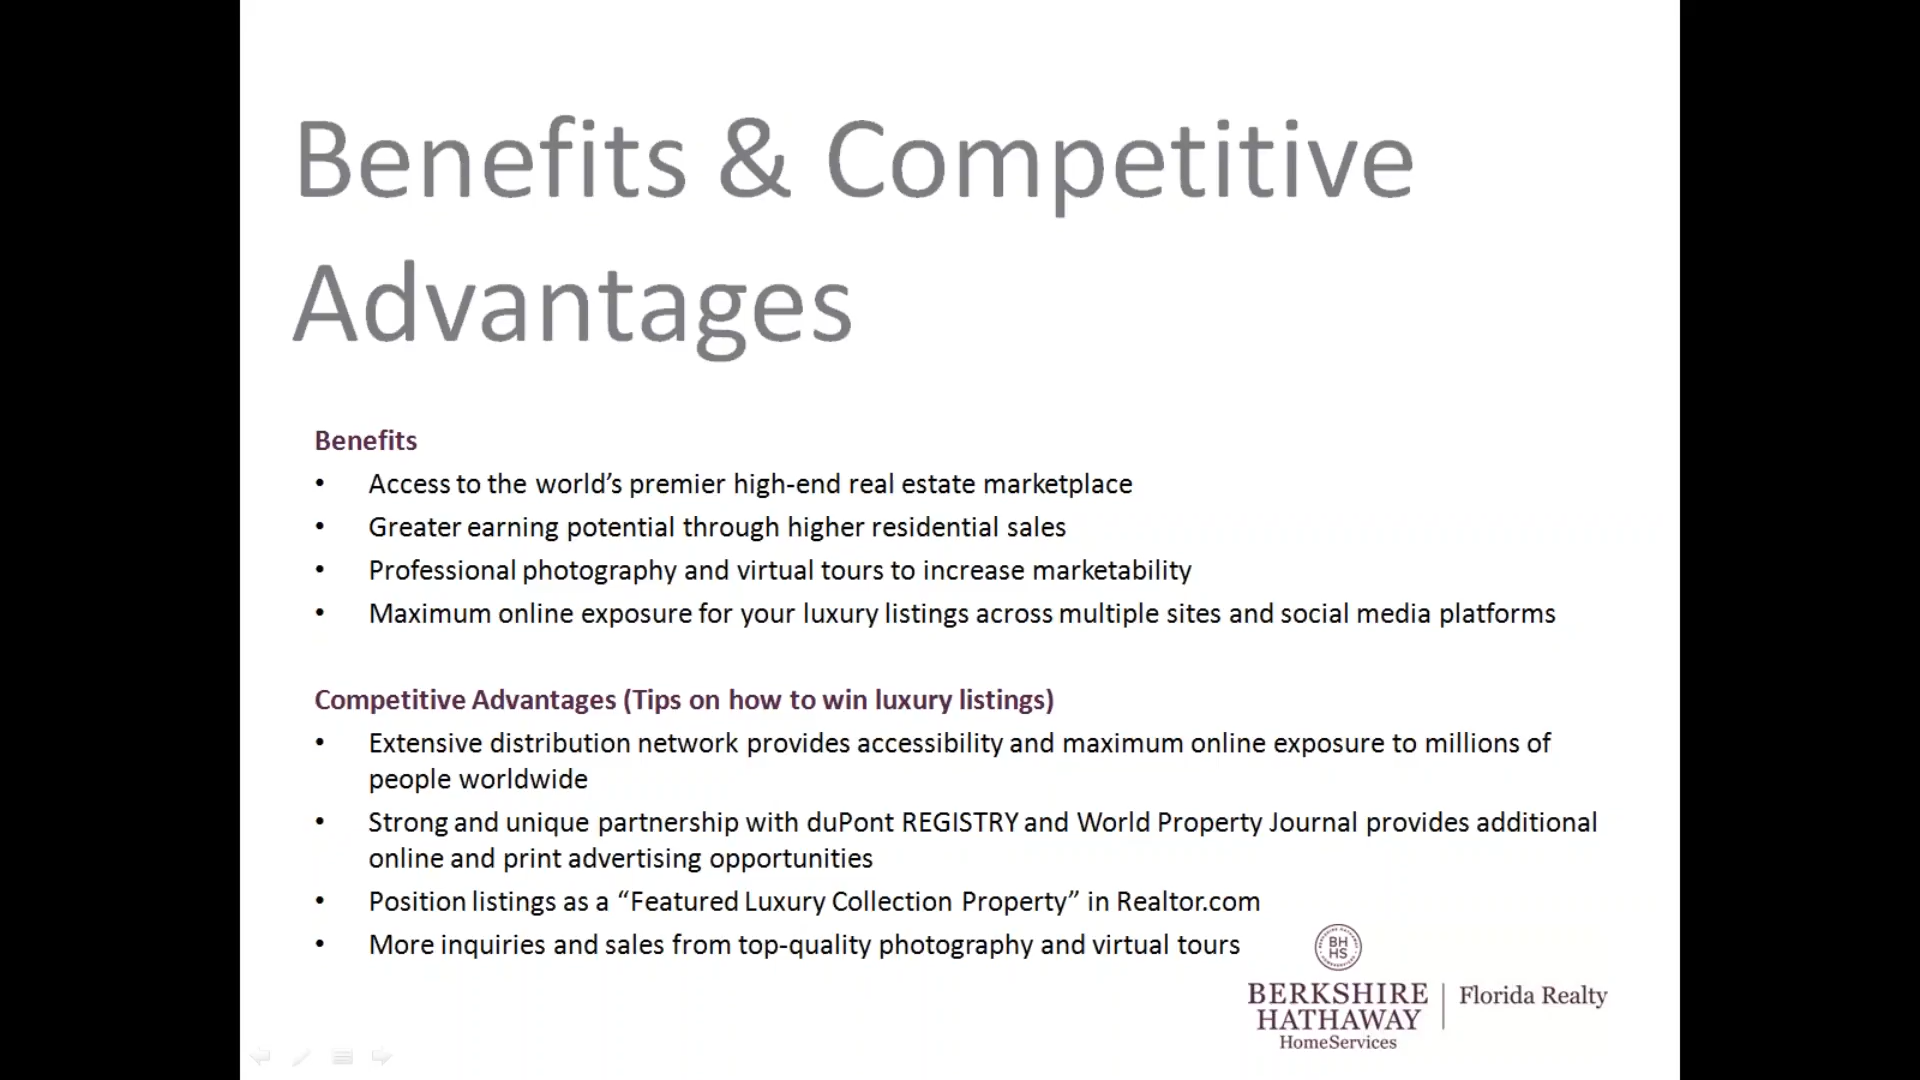 Benefits & Competitive
Advantages
Benefits
• Access to the world’s premier high-end real estate marketplace
• Greater earning potential through higher residential sales
• Professional photography and virtual tours to increase marketability
• Maximum online exposure for your luxury listings across multiple sites and social media platforms
Competitive Advantages (Tips on how to win luxury listings)
• Extensive distribution network provides accessibility and maximum online exposure to millions of
people worldwide
• Strong and unique partnership with duPont REGISTRY and World Property Journal provides additional
online and print advertising opportunities
• Position listings as a “Featured Luxury Collection Property” in Realtor.com
• More inquiries and sales from top-quality photography and virtual tours
BH
HS
BERKSHIRE
HATHAWAY
HomeServices
Florida Realty